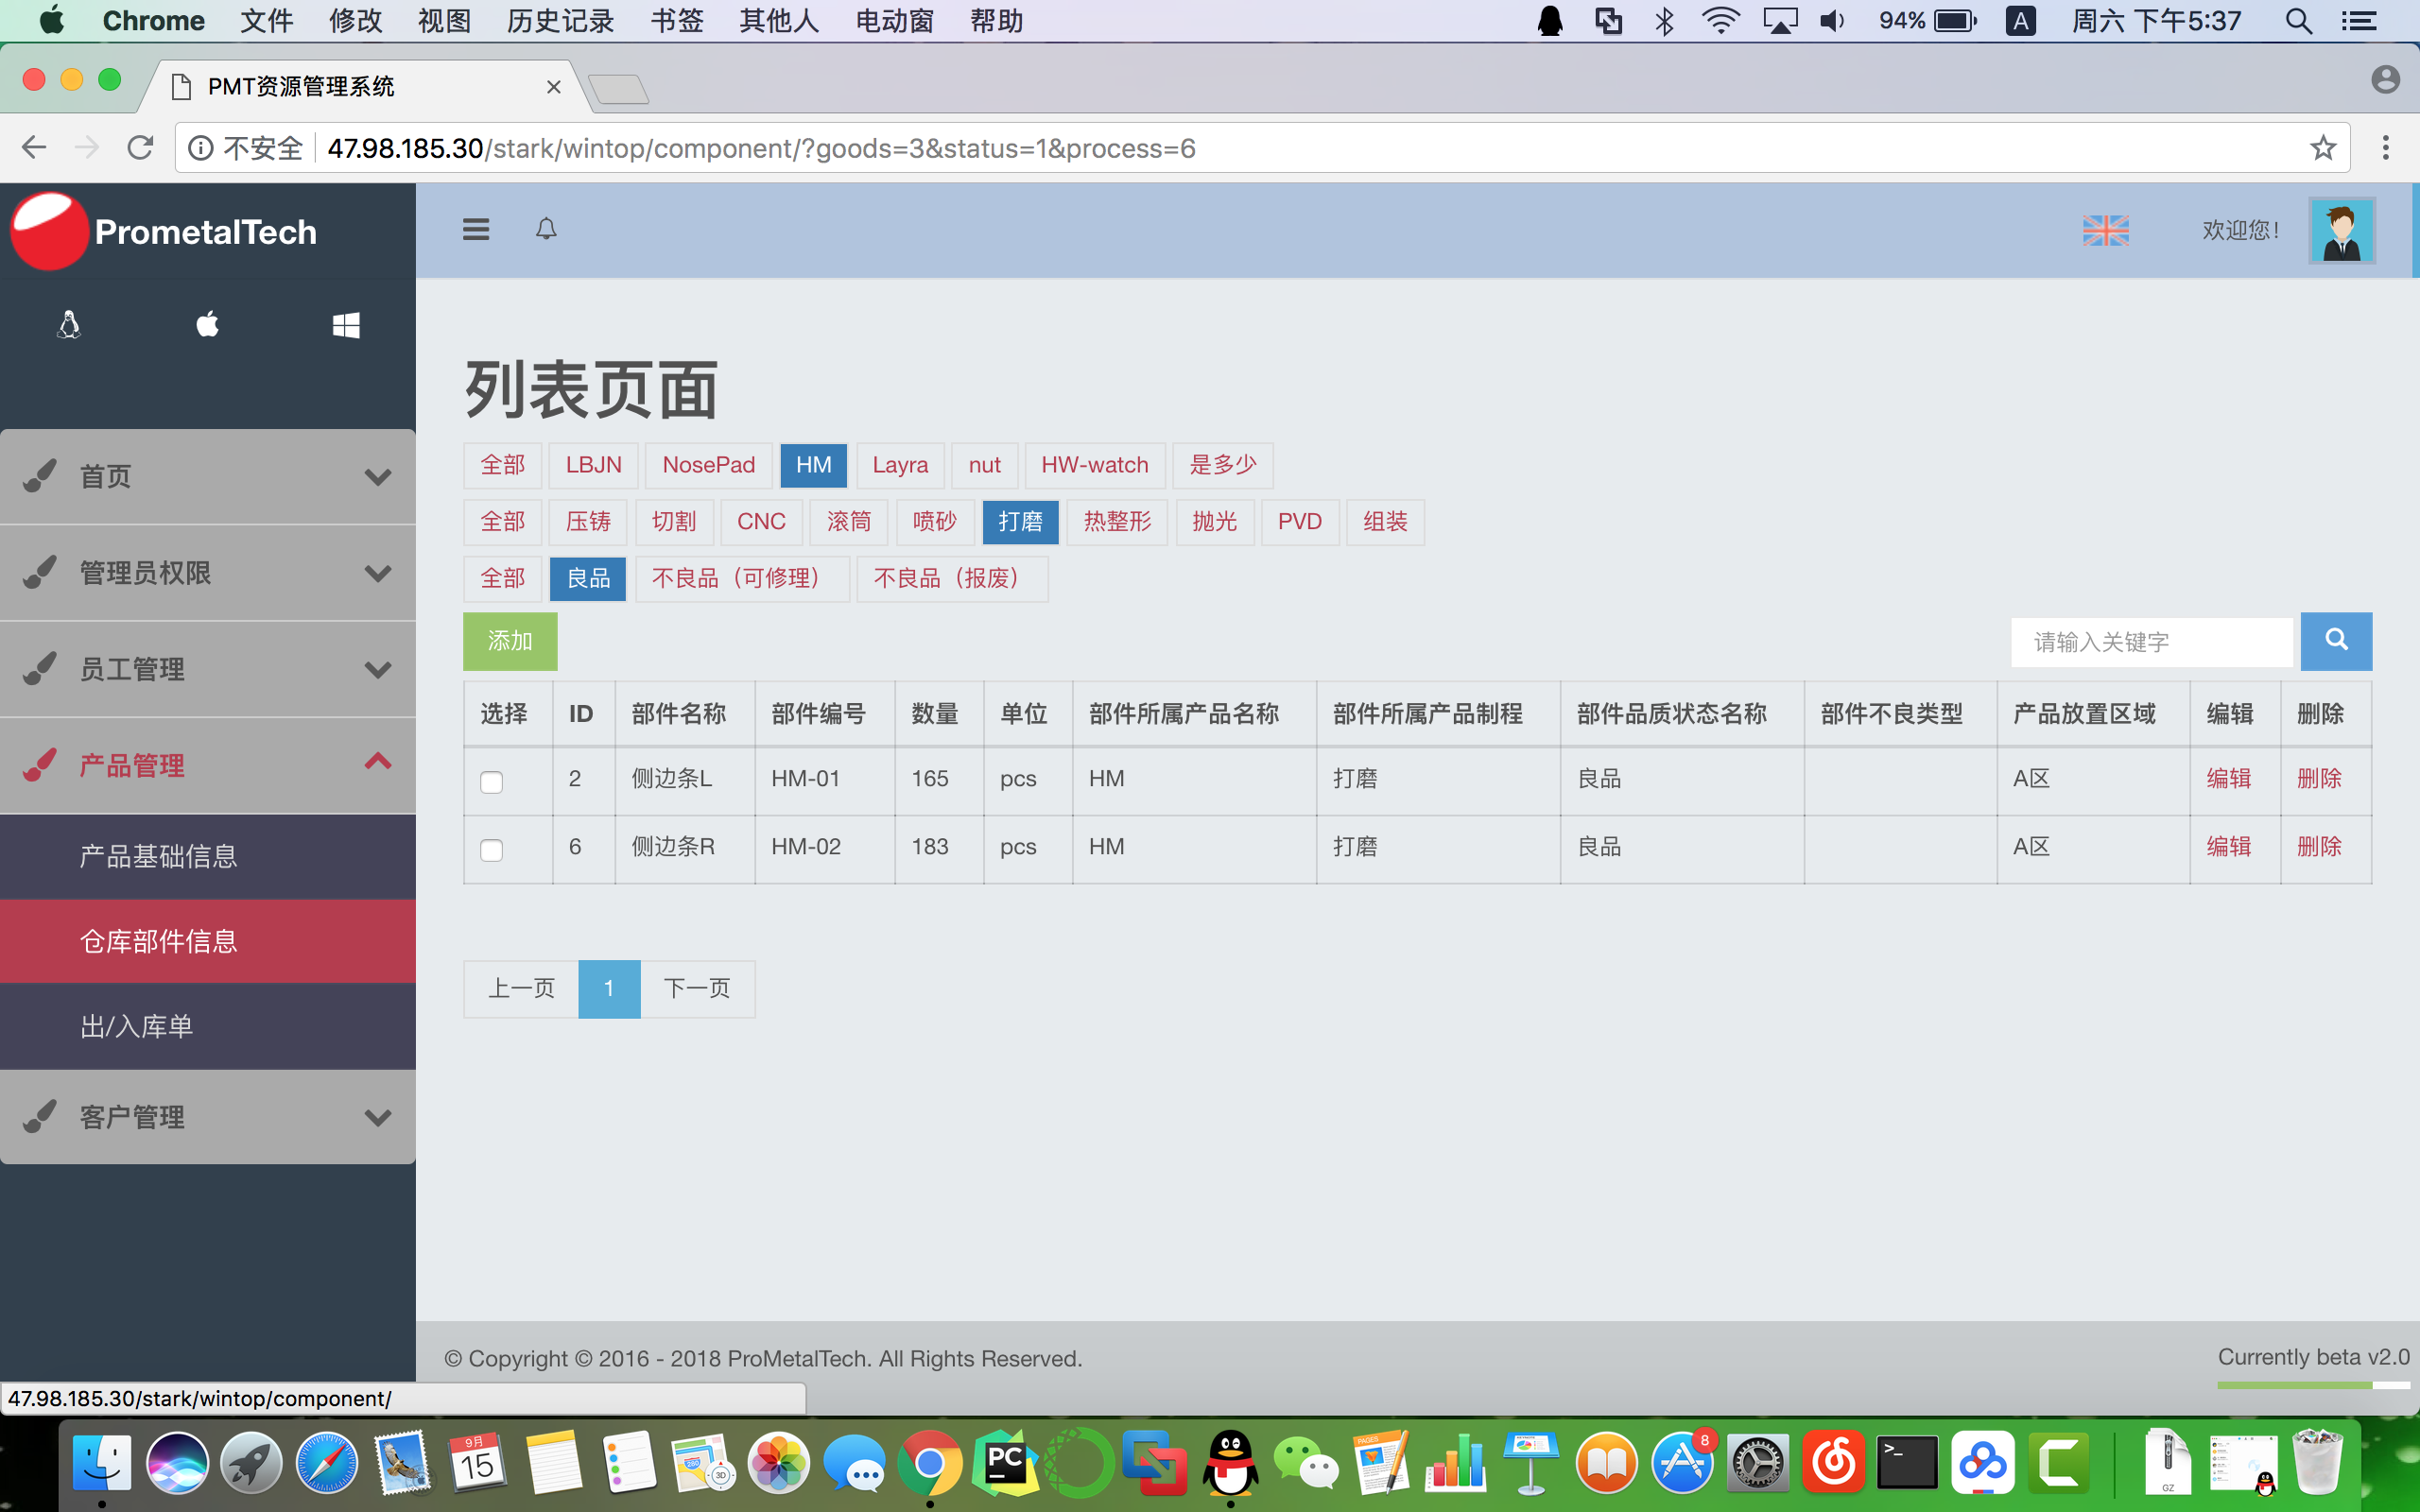 Chrome 文件 修改 视图 历史记录 书签 其他人 电动窗 帮助 94% A 周六 下午5:37
PMT资源管理系统
不安全 47.98.185.30/stark/wintop/component/?goods=3&status=1&process=6
PrometalTech
欢迎您!
首页
管理员权限
员工管理
产品管理
产品基础信息
仓库部件信息
出/入库单
客户管理
列表页面
全部 LBJN NosePad HM Layra nut HW-watch 是多少
全部 压铸 切割 CNC 滚筒 喷砂 打磨 热整形 抛光 PVD 组装
全部 良品 不良品（可修理） 不良品（报废）
添加 请输入关键字
选择 ID 部件名称 部件编号 数量 单位 部件所属产品名称 部件所属产品制程 部件品质状态名称 部件不良类型 产品放置区域 编辑 删除
2 侧边条L HM-01 165 pcs HM 打磨 良品 A区 编辑 删除
6 侧边条R HM-02 183 pcs HM 打磨 良品 A区 编辑 删除
上一页 1 下一页
© Copyright © 2016 - 2018 ProMetalTech. All Rights Reserved.
Currently beta v2.0
47.98.185.30/stark/wintop/component/
9月
15
280
3D
PC
PAGES
8
>_
GZ